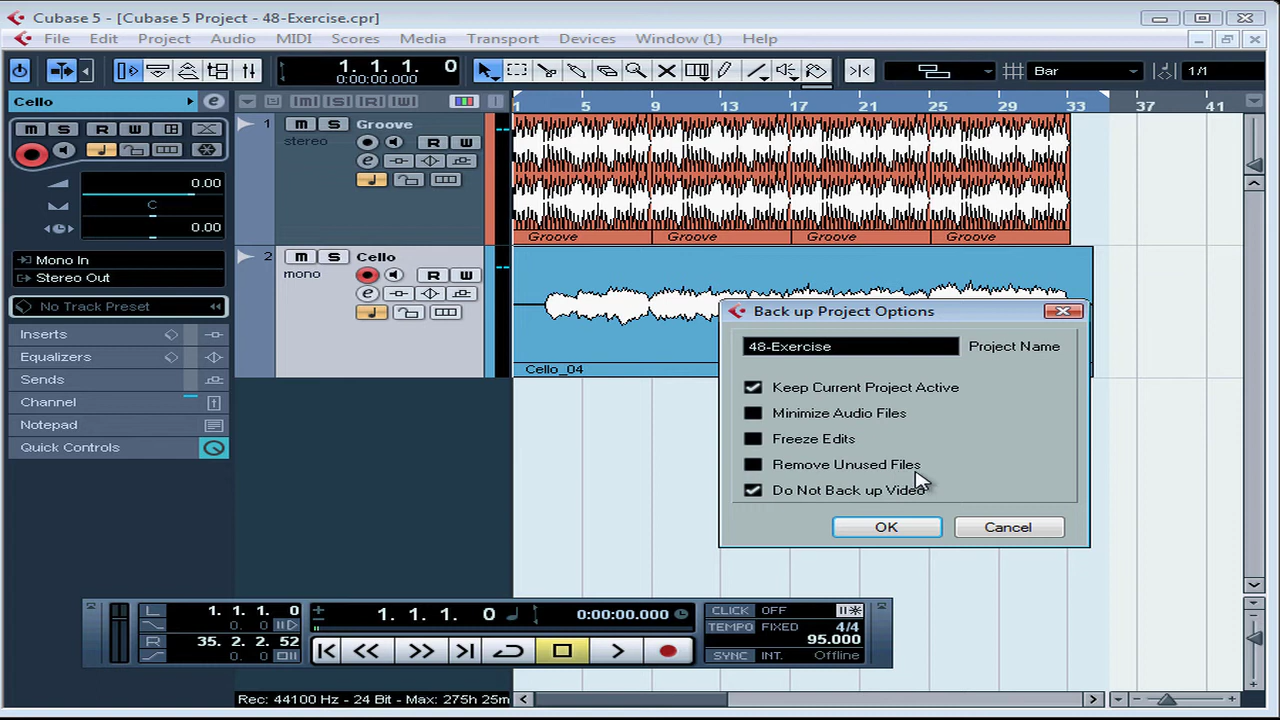 Cubase 5 - [Cubase 5 Project - 48-Exercise.cpr]
File Edit Project Audio MIDI Scores Media Transport Devices Window (1) Help
1. 1. 1. 0
0:00:00.000
Bar
1/1
Cello
M S R W
0.00
C
0.00
Mono In
Stereo Out
No Track Preset
Inserts
Equalizers
Sends
Channel
Notepad
Quick Controls
M S R W
1 5 9 13 17 21 25 29 33 37 41
1 M S Groove
stereo
R W
e
Groove Groove Groove Groove
2 M S Cello
mono
R W
e
Cello_04
Back up Project Options
48-Exercise Project Name
Keep Current Project Active
Minimize Audio Files
Freeze Edits
Remove Unused Files
Do Not Back up Video
OK Cancel
L 1. 1. 1. 0
0. 0
R 35. 2. 2. 52
0. 0
1. 1. 1. 0 0:00:00.000
CLICK OFF
TEMPO FIXED 4/4
95.000
SYNC INT. Offline
Rec: 44100 Hz - 24 Bit - Max: 275h 25m